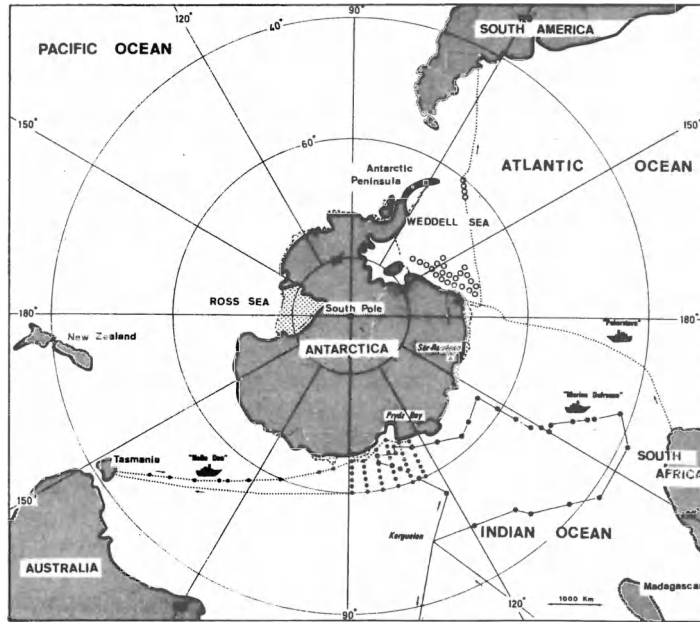 90°
120°
120°
SOUTH AMERICA
40°
PACIFIC OCEAN
150°
150°
60°
Antarctic
Peninsula
ATLANTIC OCEAN
WEDDELL SEA
ROSS SEA
South Pole
180°
180°
New Zealand
ANTARCTICA
"Polarstern"
Prydz Bay
"Marion Dufresne"
Tasmania
"Nella Dan"
SOUTH
AFRICA
150
Kerguelen
INDIAN OCEAN
AUSTRALIA
Madagascar
1000 Km
120°
90°